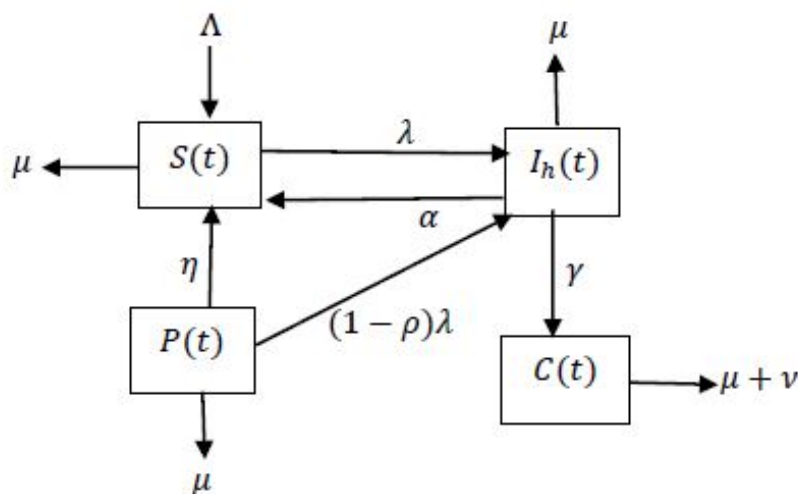 Λ
μ
S(t)
λ
I_h(t)
μ
α
η
γ
P(t)
(1 − ρ)λ
C(t)
μ + ν
μ